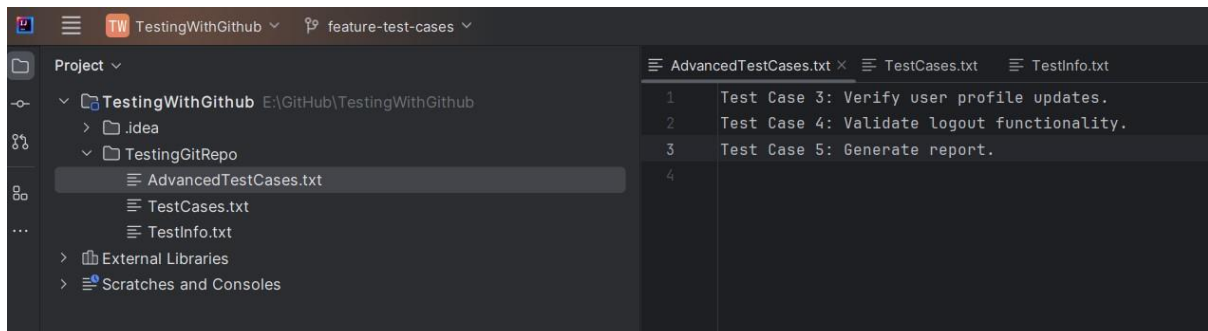 TW TestingWithGithub feature-test-cases
Project
TestingWithGithub E:\GitHub\TestingWithGithub
.idea
TestingGitRepo
AdvancedTestCases.txt
TestCases.txt
TestInfo.txt
External Libraries
Scratches and Consoles
AdvancedTestCases.txt TestCases.txt TestInfo.txt
1 Test Case 3: Verify user profile updates.
2 Test Case 4: Validate logout functionality.
3 Test Case 5: Generate report.
4